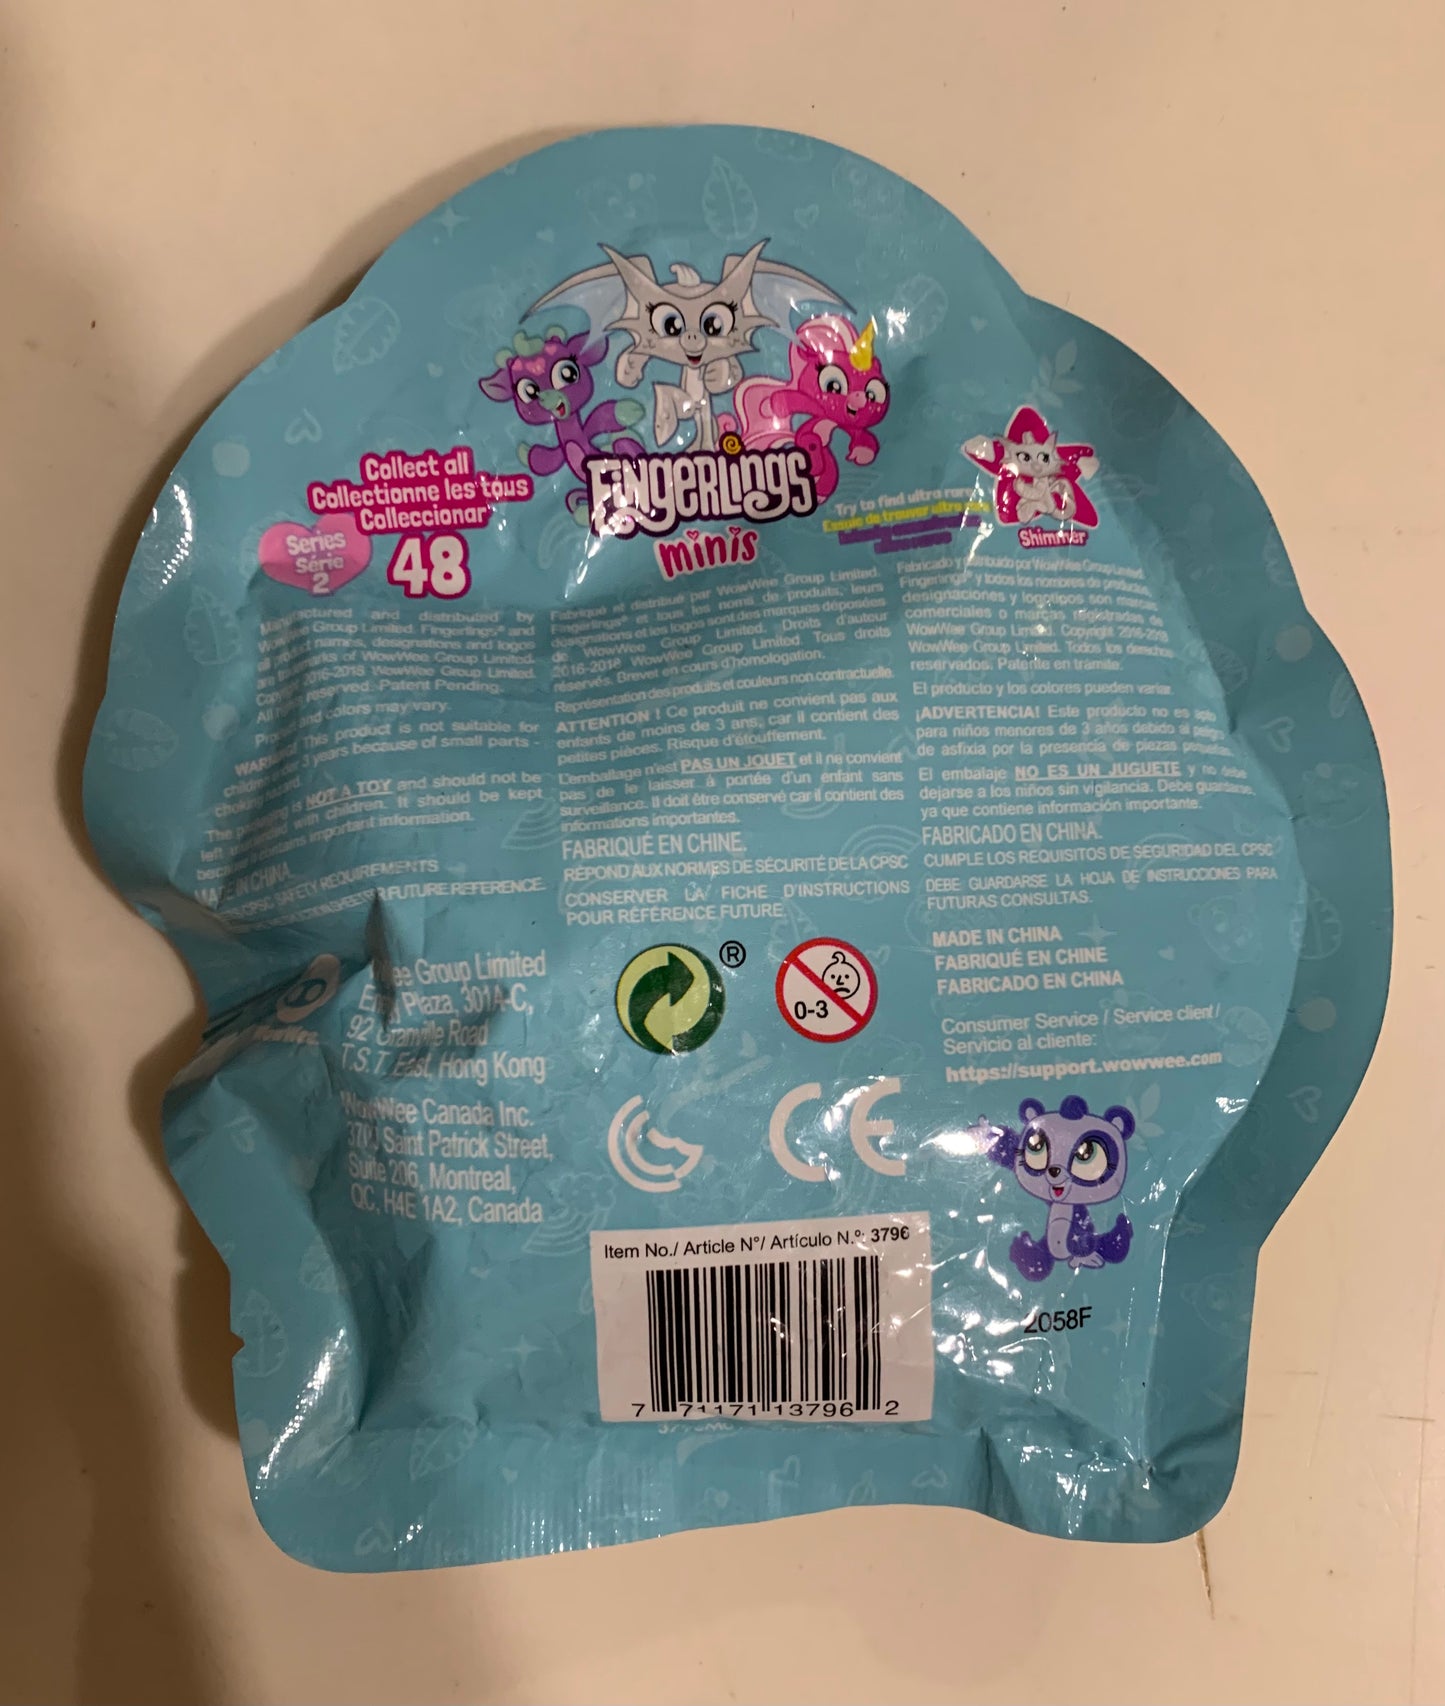 Collect all
Collectionne les tous
Colleccionar
48
Series
Série
2
FiNgeRLiNgs
minis
Try to find ultra rare
Essaie de trouver ultra
Shimmer
Manufactured and distributed by
WowWee Group Limited. Fingerlings® and
all product names, designations and logos
are trademarks of WowWee Group Limited.
Copyright 2016-2018 WowWee Group Limited.
All rights reserved. Patent Pending.
Product and colors may vary.
WARNING! This product is not suitable for
children under 3 years because of small parts -
choking hazard.
The packaging is NOT A TOY and should not be
left unattended with children. It should be kept
because it contains important information.
MADE IN CHINA.
CPSC SAFETY REQUIREMENTS
FUTURE REFERENCE.
Fabriqué et distribué par WowWee Group Limited.
Fingerlings® et tous les noms de produits, leurs
désignations et les logos sont des marques déposées
de WowWee Group Limited. Droits d'auteur
2016-2018 WowWee Group Limited. Tous droits
réservés. Brevet en cours d'homologation.
Représentation des produits et couleurs non contractuelle.
ATTENTION ! Ce produit ne convient pas aux
enfants de moins de 3 ans, car il contient des
petites pièces. Risque d'étouffement.
L'emballage n'est PAS UN JOUET et il ne convient
pas de le laisser à portée d'un enfant sans
surveillance. Il doit être conservé car il contient des
informations importantes.
FABRIQUÉ EN CHINE.
RÉPOND AUX NORMES DE SÉCURITÉ DE LA CPSC
CONSERVER LA FICHE D'INSTRUCTIONS
POUR RÉFÉRENCE FUTURE.
Fabricado y distribuido por WowWee Group Limited.
Fingerlings® y todos los nombres de productos,
designaciones y logotipos son marcas
comerciales o marcas registradas de
WowWee Group Limited. Copyright 2016-2018
WowWee Group Limited. Todos los derechos
reservados. Patente en trámite.
El producto y los colores pueden variar.
¡ADVERTENCIA! Este producto no es apto
para niños menores de 3 años debido al peligro
de asfixia por la presencia de piezas pequeñas.
El embalaje NO ES UN JUGUETE y no debe
dejarse a los niños sin vigilancia. Debe guardarse,
ya que contiene información importante.
FABRICADO EN CHINA.
CUMPLE LOS REQUISITOS DE SEGURIDAD DEL CPSC
DEBE GUARDARSE LA HOJA DE INSTRUCCIONES PARA
FUTURAS CONSULTAS.
MADE IN CHINA
FABRIQUÉ EN CHINE
FABRICADO EN CHINA
Consumer Service / Service client /
Servicio al cliente:
https://support.wowwee.com
WowWee Group Limited
Plaza, 301A-C,
92 Granville Road
T.S.T. East, Hong Kong
WowWee Canada Inc.
3700 Saint Patrick Street,
Suite 206, Montreal,
QC, H4E 1A2, Canada
®
0-3
CE
Item No./ Article N°/ Artículo N.º: 3796
7 71171 13796 2
2058F